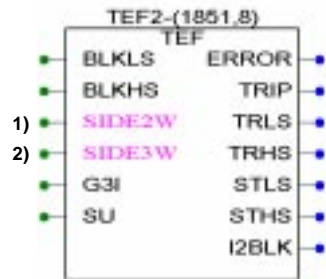 TEF2-(1851,8)
TEF
BLKLS ERROR
BLKHS TRIP
1) SIDE2W TRLS
2) SIDE3W TRHS
G3I STLS
SU STHS
I2BLK